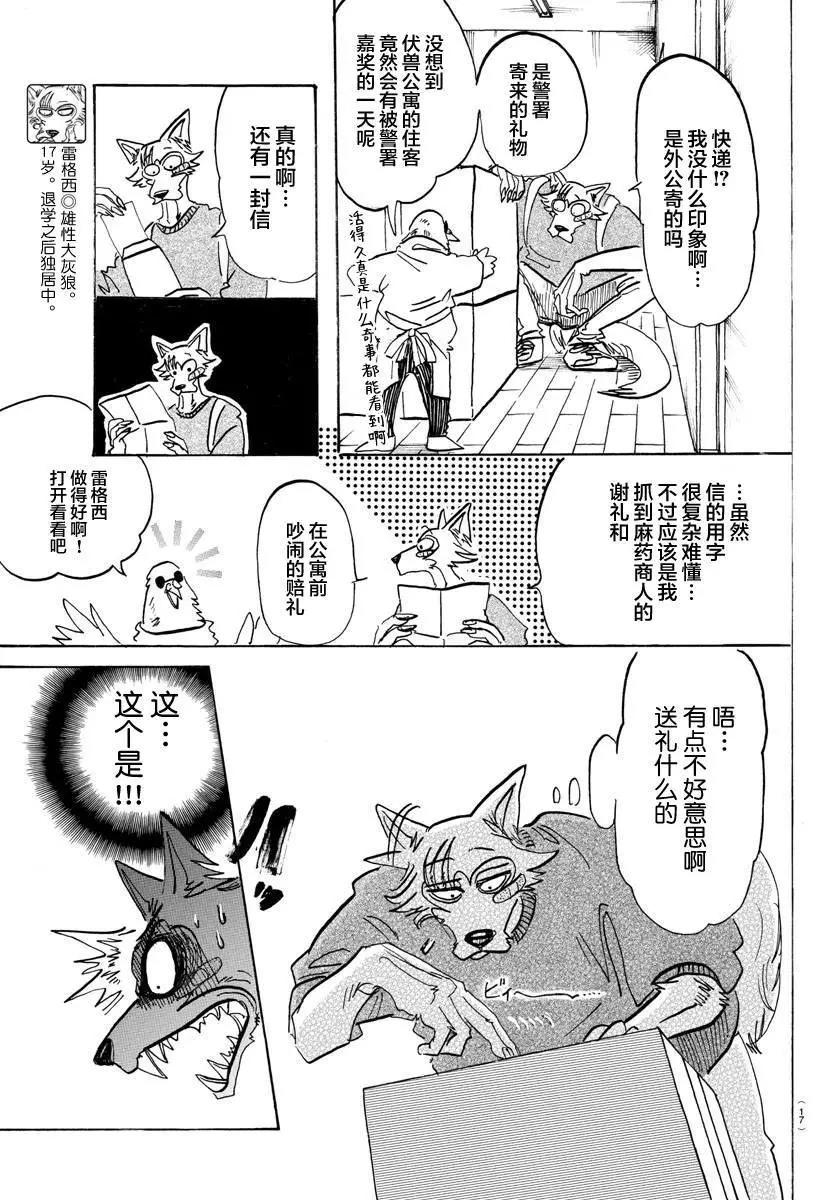 快递!?
我没什么印象啊…
是外公寄的吗
是警署
寄来的礼物
没想到
伏兽公寓的住客
竟然会有被警署
嘉奖的一天呢
活得久真是什么奇事都能看到啊
真的啊…
还有一封信
雷格西◎雄性大灰狼。
17岁。退学之后独居中。
…虽然
信的用字
很复杂难懂…
不过应该是我
抓到麻药商人的
谢礼和
在公寓前
吵闹的赔礼
雷格西
做得好啊!
打开看看吧
唔…
有点不好意思啊
送礼什么的
ビィ〜
这…
这个是!!!
(17)